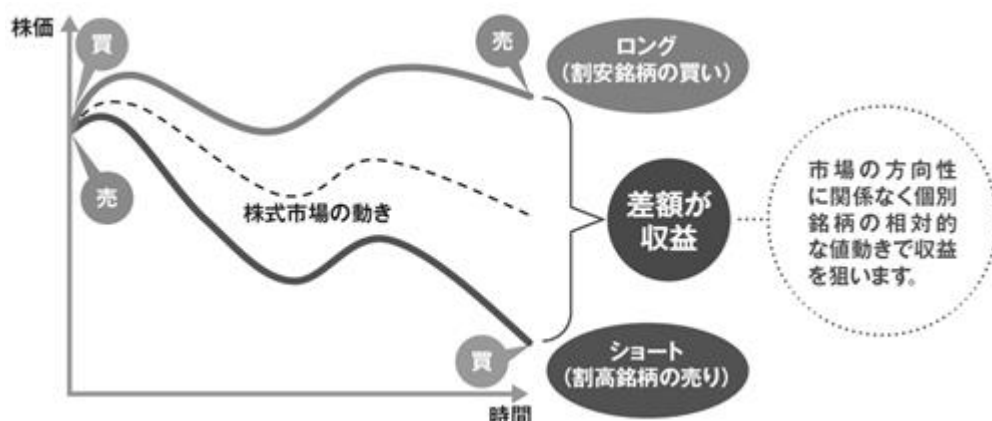 株価
買
売
ロング
(割安銘柄の買い)
売
株式市場の動き
差額が
収益
市場の方向性
に関係なく個別
銘柄の相対的
な値動きで収益
を狙います。
買
ショート
(割高銘柄の売り)
時間